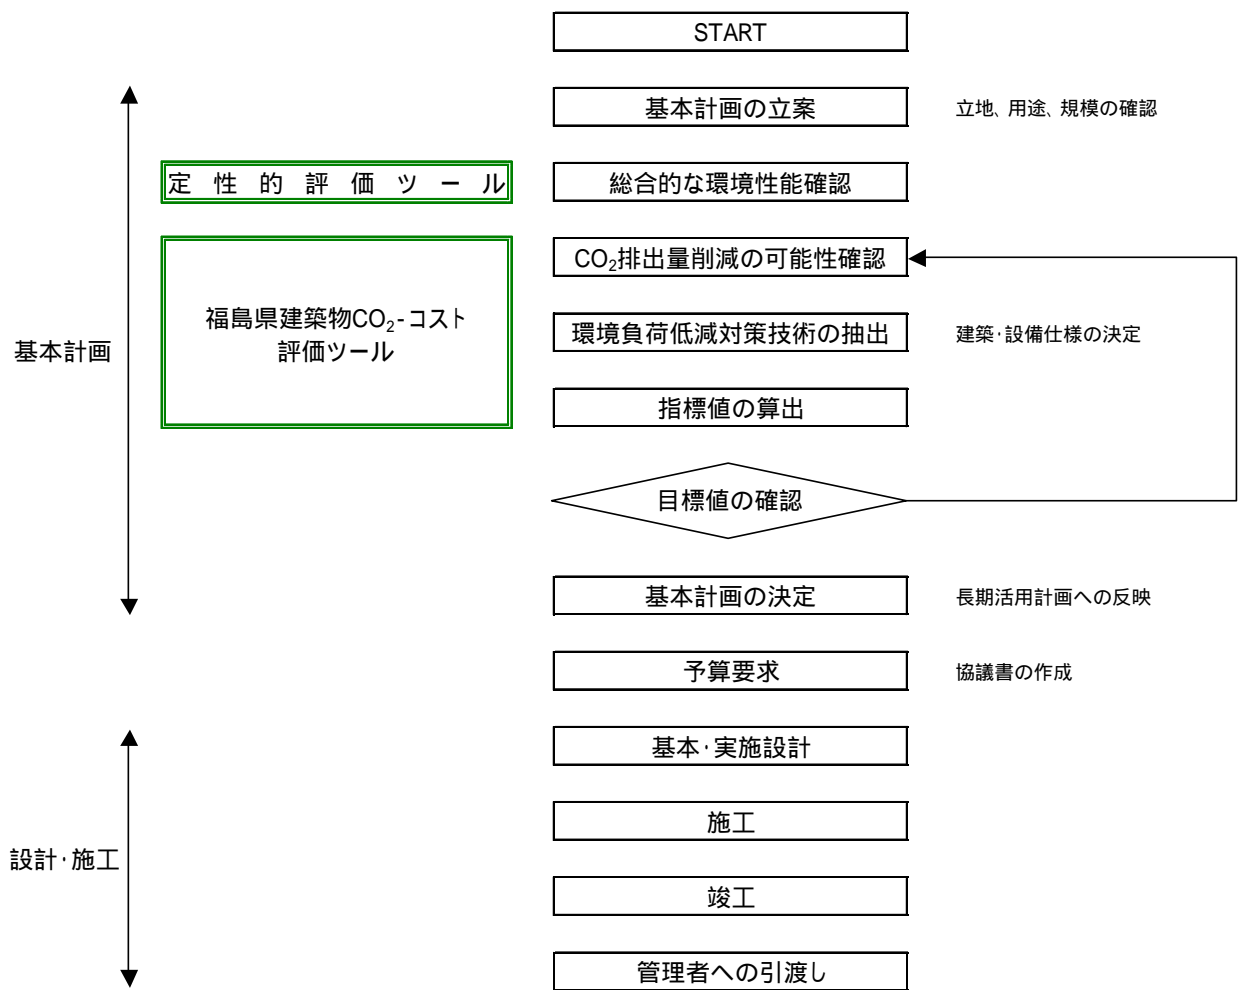 START
基本計画の立案
立地、用途、規模の確認
定性的評価ツール
総合的な環境性能確認
CO₂排出量削減の可能性確認
福島県建築物CO₂-コスト
評価ツール
環境負荷低減対策技術の抽出
建築・設備仕様の決定
基本計画
指標値の算出
目標値の確認
基本計画の決定
長期活用計画への反映
予算要求
協議書の作成
基本・実施設計
施工
設計・施工
竣工
管理者への引渡し